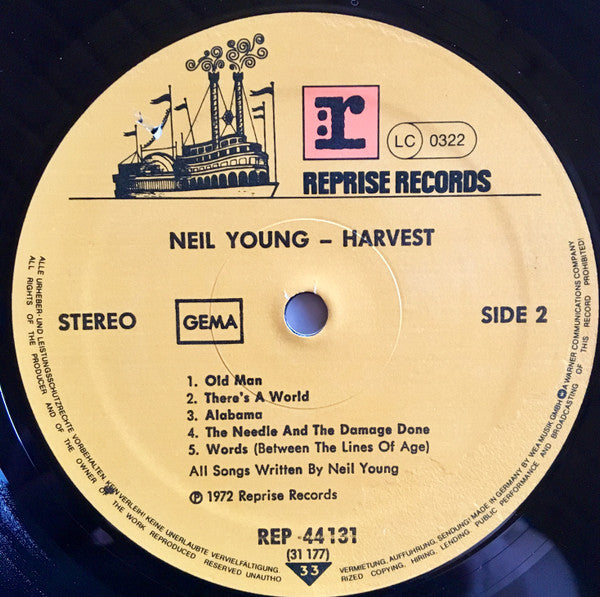 r
LC 0322
REPRISE RECORDS
NEIL YOUNG – HARVEST
STEREO
GEMA
SIDE 2
1. Old Man
2. There's A World
3. Alabama
4. The Needle And The Damage Done
5. Words (Between The Lines Of Age)
All Songs Written By Neil Young
℗ 1972 Reprise Records
REP 44 131
(31 177)
33
ALLE URHEBER- UND LEISTUNGSSCHUTZRECHTE VORBEHALTEN. KEIN VERLEIH! KEINE UNERLAUBTE VERVIELFÄLTIGUNG, VERMIETUNG, AUFFÜHRUNG, SENDUNG! MADE IN GERMANY BY WEA MUSIK GMBH A WARNER COMMUNICATIONS COMPANY
ALL RIGHTS OF THE PRODUCER AND OF THE OWNER OF THE WORK REPRODUCED RESERVED UNAUTHO RIZED COPYING, HIRING, LENDING, PUBLIC PERFORMANCE AND BROADCASTING OF THIS RECORD PROHIBITED!